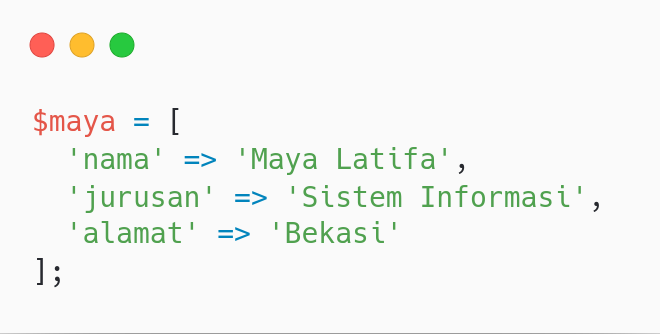 $maya = [
  'nama' => 'Maya Latifa',
  'jurusan' => 'Sistem Informasi',
  'alamat' => 'Bekasi'
];